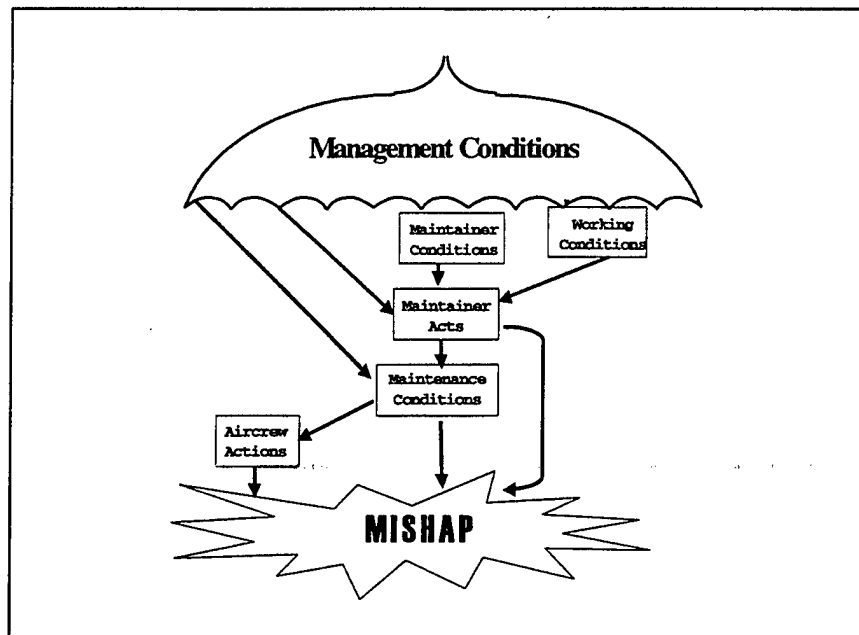 Management Conditions
Maintainer
Conditions
Working
Conditions
Maintainer
Acts
Maintenance
Conditions
Aircrew
Actions
MISHAP